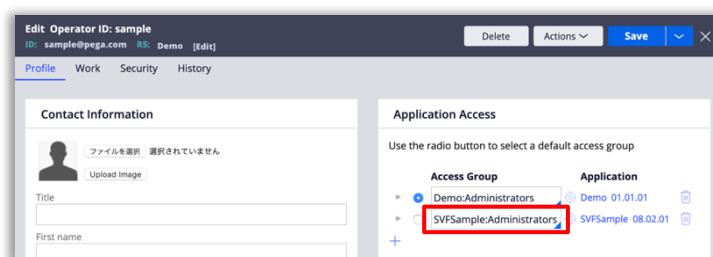 Edit Operator ID: sample
ID: sample@pega.com RS: Demo [Edit]
Delete
Actions
Save
Profile Work Security History
Contact Information
ファイルを選択 選択されていません
Upload Image
Title
First name
Application Access
Use the radio button to select a default access group
Access Group Application
Demo:Administrators Demo 01.01.01
SVFSample:Administrators SVFSample 08.02.01